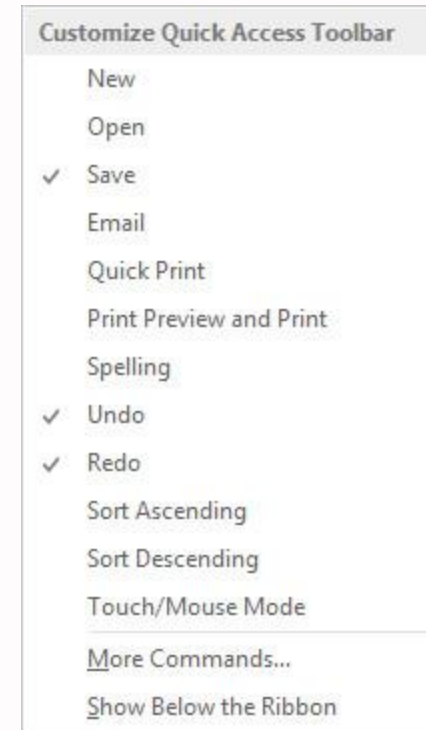 Customize Quick Access Toolbar
New
Open
Save
Email
Quick Print
Print Preview and Print
Spelling
Undo
Redo
Sort Ascending
Sort Descending
Touch/Mouse Mode
More Commands...
Show Below the Ribbon